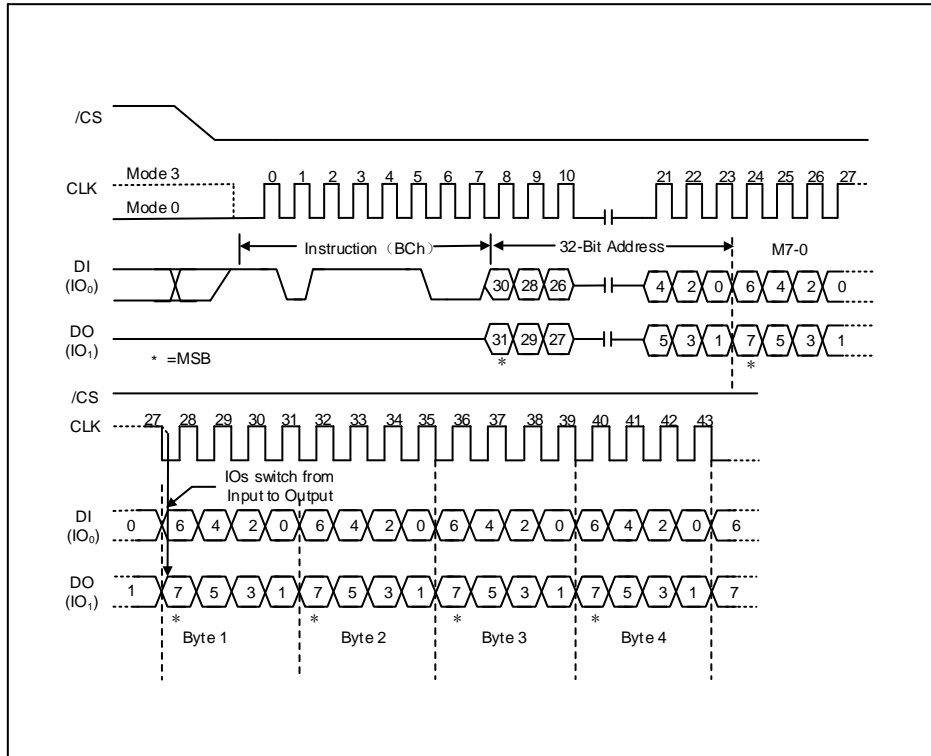 /CS
Mode 3
CLK
Mode 0
0 1 2 3 4 5 6 7 8 9 10 21 22 23 24 25 26 27
Instruction（BCh） 32-Bit Address M7-0
DI
(IO₀)
30 28 26 4 2 0 6 4 2 0
DO
(IO₁)
31 29 27 5 3 1 7 5 3 1
* =MSB
* *
/CS
CLK
27 28 29 30 31 32 33 34 35 36 37 38 39 40 41 42 43
IOs switch from
Input to Output
DI
(IO₀)
0 6 4 2 0 6 4 2 0 6 4 2 0 6 4 2 0 6
DO
(IO₁)
1 7 5 3 1 7 5 3 1 7 5 3 1 7 5 3 1 7
* * * *
Byte 1 Byte 2 Byte 3 Byte 4